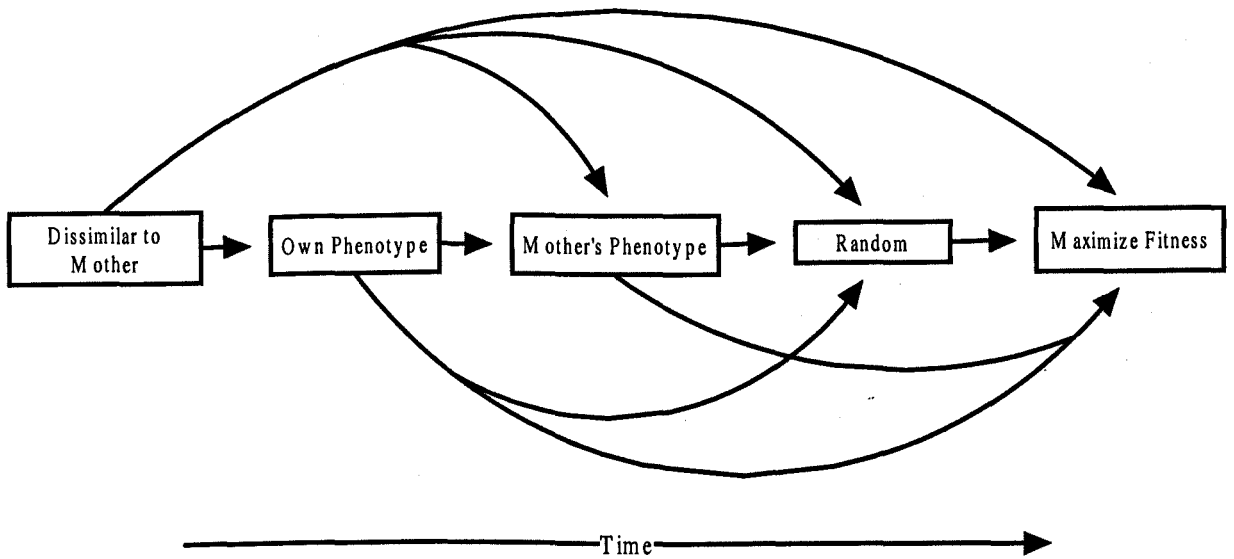 Dissimilar to
Mother
Own Phenotype
Mother's Phenotype
Random
Maximize Fitness
Time